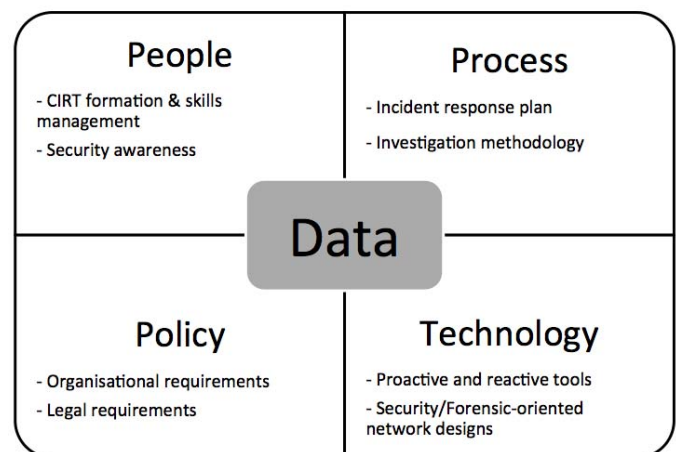 People
- CIRT formation & skills
management
- Security awareness
Process
- Incident response plan
- Investigation methodology
Data
Policy
- Organisational requirements
- Legal requirements
Technology
- Proactive and reactive tools
- Security/Forensic-oriented
network designs